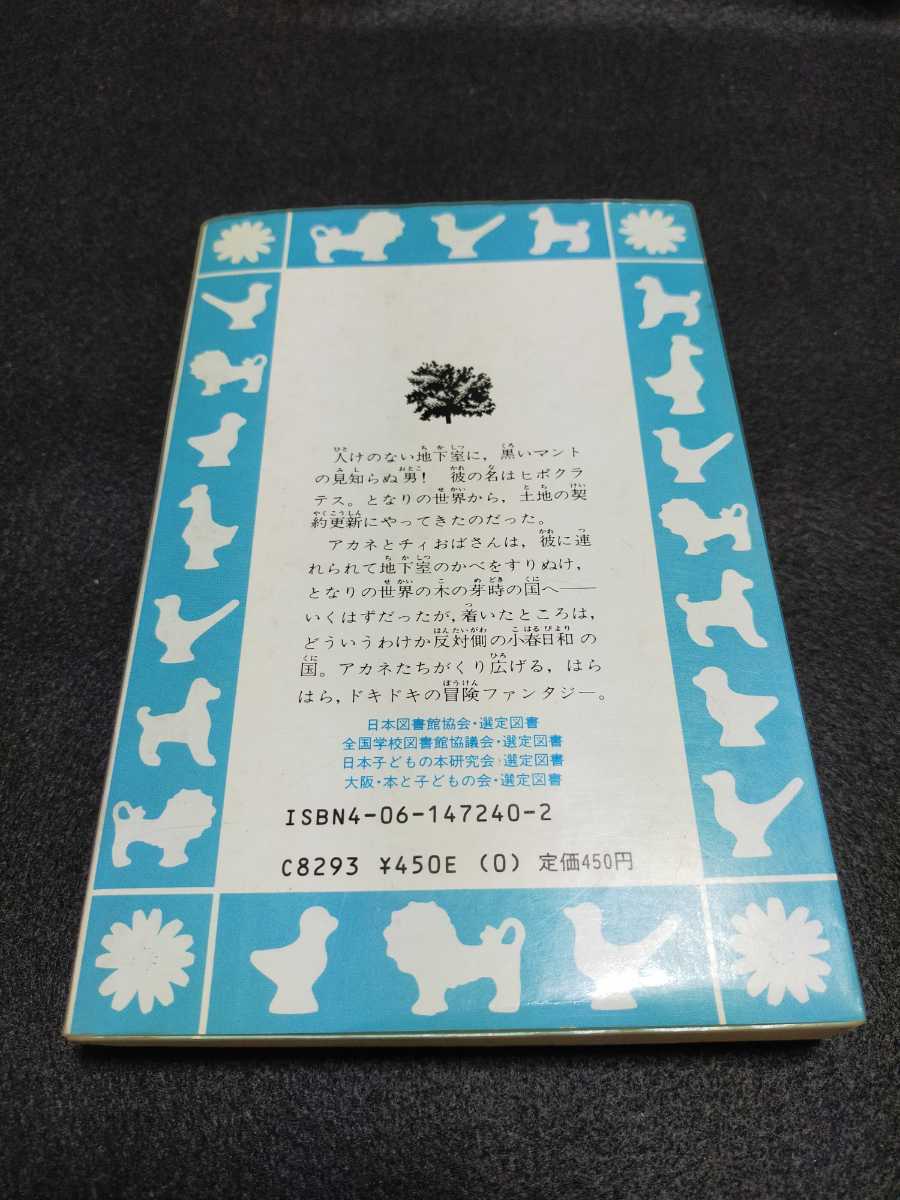 人けのない地下室に，黒いマント
の見知らぬ男！　彼の名はヒポクラ
テス。となりの世界から，土地の契
約更新にやってきたのだった。
アカネとチィおばさんは，彼に連
れられて地下室のかべをすりぬけ，
となりの世界の木の芽時の国へ――
いくはずだったが，着いたところは，
どういうわけか反対側の小春日和の
国。アカネたちがくり広げる，はら
はら，ドキドキの冒険ファンタジー。
日本図書館協会・選定図書
全国学校図書館協議会・選定図書
日本子どもの本研究会・選定図書
大阪・本と子どもの会・選定図書
ISBN4-06-147240-2
C8293 ¥450E (0) 定価450円